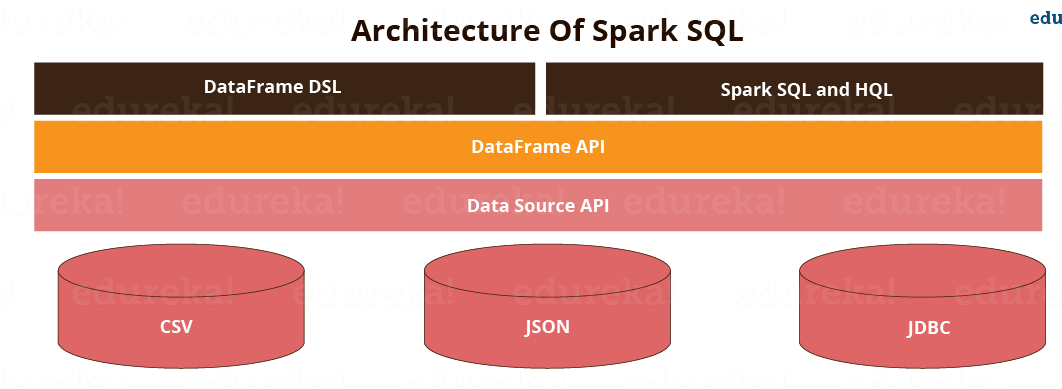 Architecture Of Spark SQL
edu
DataFrame DSL
Spark SQL and HQL
DataFrame API
Data Source API
CSV
JSON
JDBC
edureka!